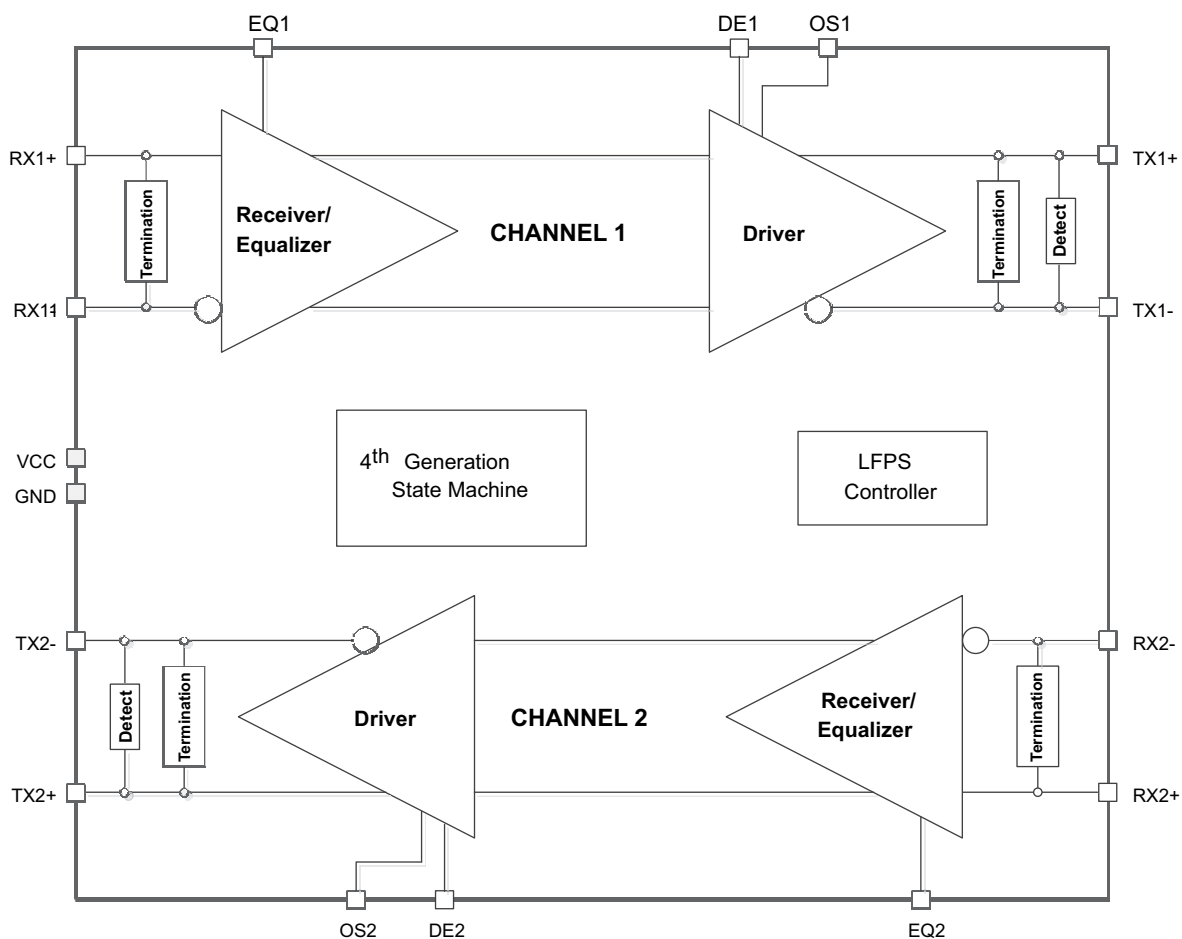 EQ1
DE1
OS1
RX1+
TX1+
Termination
Receiver/
Equalizer
CHANNEL 1
Driver
Termination
Detect
TX1-
4th Generation
State Machine
LFPS
Controller
VCC
GND
TX2-
RX2-
Detect
Termination
Driver
CHANNEL 2
Receiver/
Equalizer
Termination
TX2+
RX2+
OS2
DE2
EQ2